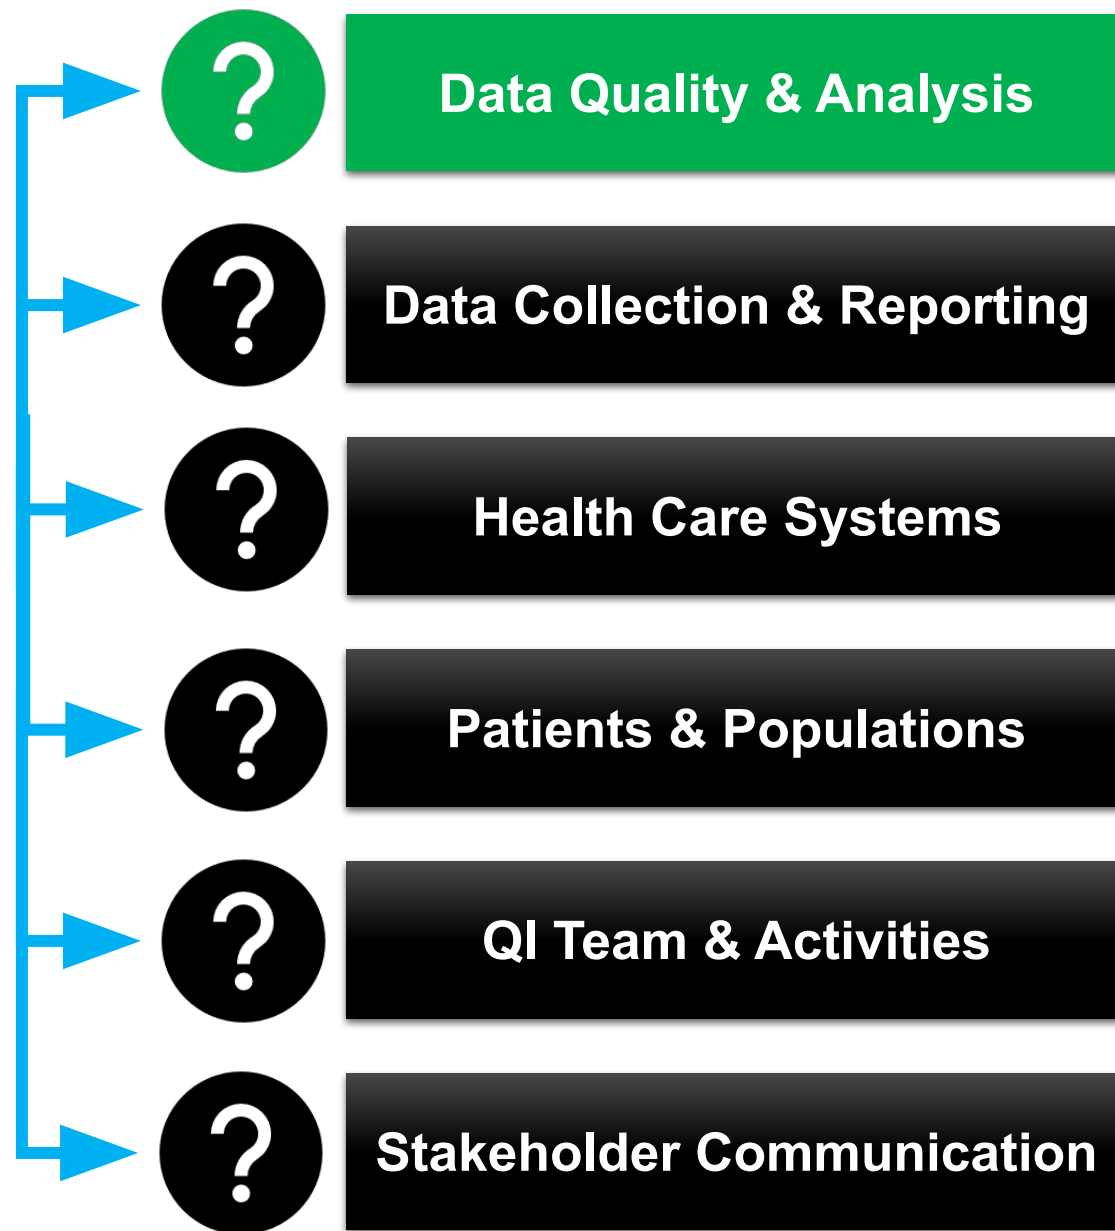 ? Data Quality & Analysis
? Data Collection & Reporting
? Health Care Systems
? Patients & Populations
? QI Team & Activities
? Stakeholder Communication